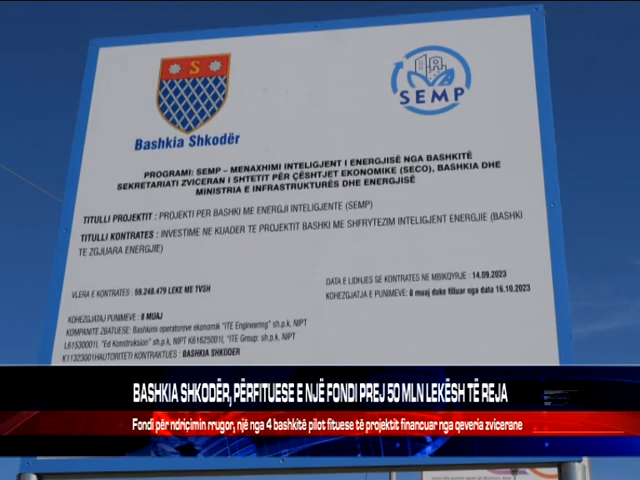 S
Bashkia Shkodër
SEMP
PROGRAMI: SEMP – MENAXHIMI INTELIGJENT I ENERGJISË NGA BASHKITË
SEKRETARIATI ZVICERAN I SHTETIT PËR ÇËSHTJET EKONOMIKE (SECO), BASHKIA DHE
MINISTRIA E INFRASTRUKTURËS DHE ENERGJISË
TITULLI PROJEKTIT : PROJEKTI PER BASHKI ME ENERGJI INTELIGJENTE (SEMP)
TITULLI KONTRATES : INVESTIME NE KUADER TE PROJEKTIT BASHKI ME SHFRYTEZIM INTELIGJENT ENERGJIE (BASHKI
TE ZGJUARA ENERGJIE)
VLERA E KONTRATES : 59.248.479 LEKE ME TVSH
DATA E LIDHJES SE KONTRATES NE MBIKQYRJE : 14.09.2023
KOHEZGJATJA E PUNIMEVE: 8 muaj duke filluar nga data 16.10.2023
KOHEZGJATAJ PUNIMEVE : 8 MUAJ
KOMPANITE ZBATUESE: Bashkimi operatoreve ekonomik "ITE Engineering" sh.p.k, NIPT
L61530001I, "Ed Konstruksion" sh.p.k, NIPT K61625001I, "ITE Group: sh.p.k, NIPT
K11323001HAUTORITETI KONTRAKTUES : BASHKIA SHKODER
BASHKIA SHKODËR, PËRFITUESE E NJË FONDI PREJ 50 MLN LEKËSH TË REJA
Fondi për ndriçimin rrugor, një nga 4 bashkitë pilot fituese të projektit financuar nga qeveria zvicerane